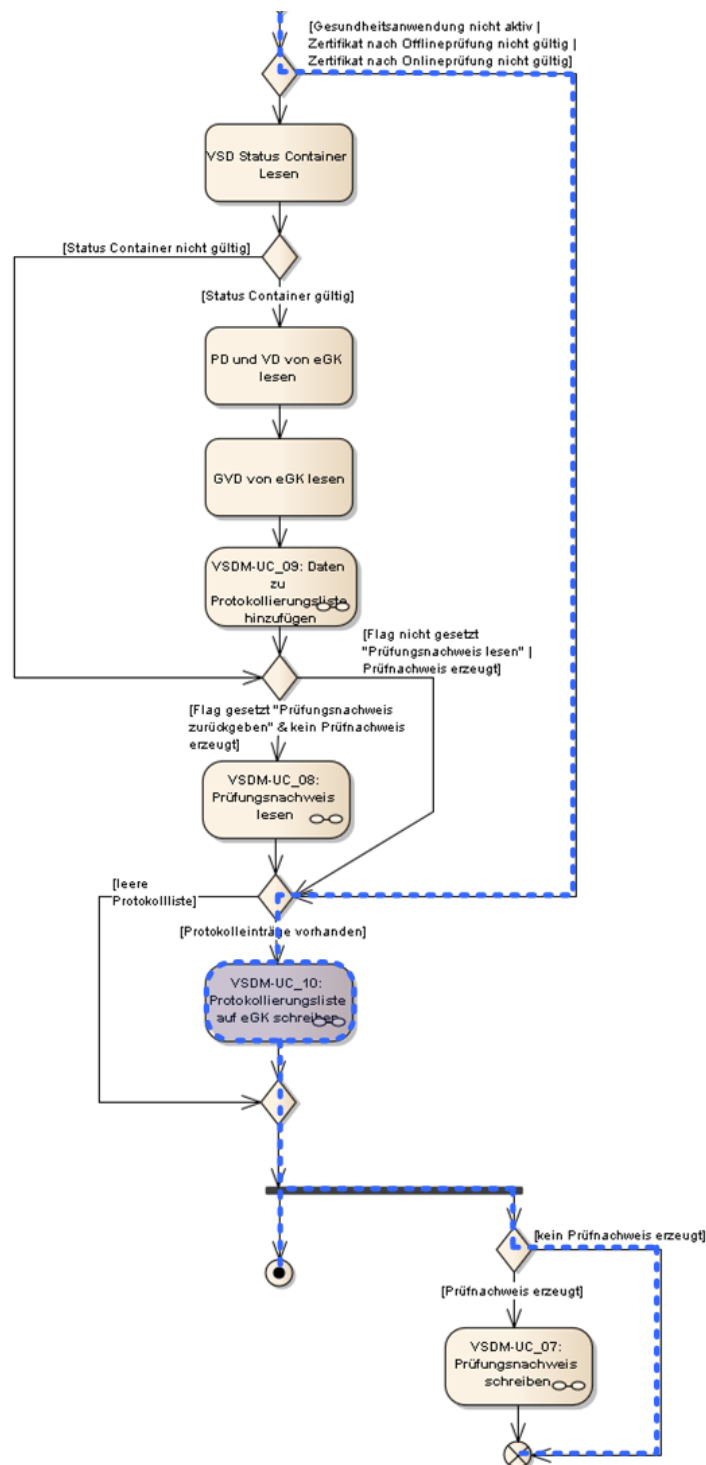 [Gesundheitsanwendung nicht aktiv |
Zertifikat nach Offlineprüfung nicht gültig |
Zertifikat nach Onlineprüfung nicht gültig]
VSD Status Container
Lesen
[Status Container nicht gültig]
[Status Container gültig]
PD und VD von eGK
lesen
GVD von eGK lesen
VSDM-UC_09: Daten
zu
Protokollierungsliste
hinzufügen
[Flag nicht gesetzt
"Prüfungsnachweis lesen" |
Prüfnachweis erzeugt]
[Flag gesetzt "Prüfungsnachweis
zurückgeben" & kein Prüfnachweis
erzeugt]
VSDM-UC_08:
Prüfungsnachweis
lesen
[leere
Protokollliste]
[Protokolleinträge vorhanden]
VSDM-UC_10:
Protokollierungsliste
auf eGK schreiben
[kein Prüfnachweis erzeugt]
[Prüfnachweis erzeugt]
VSDM-UC_07:
Prüfungsnachweis
schreiben